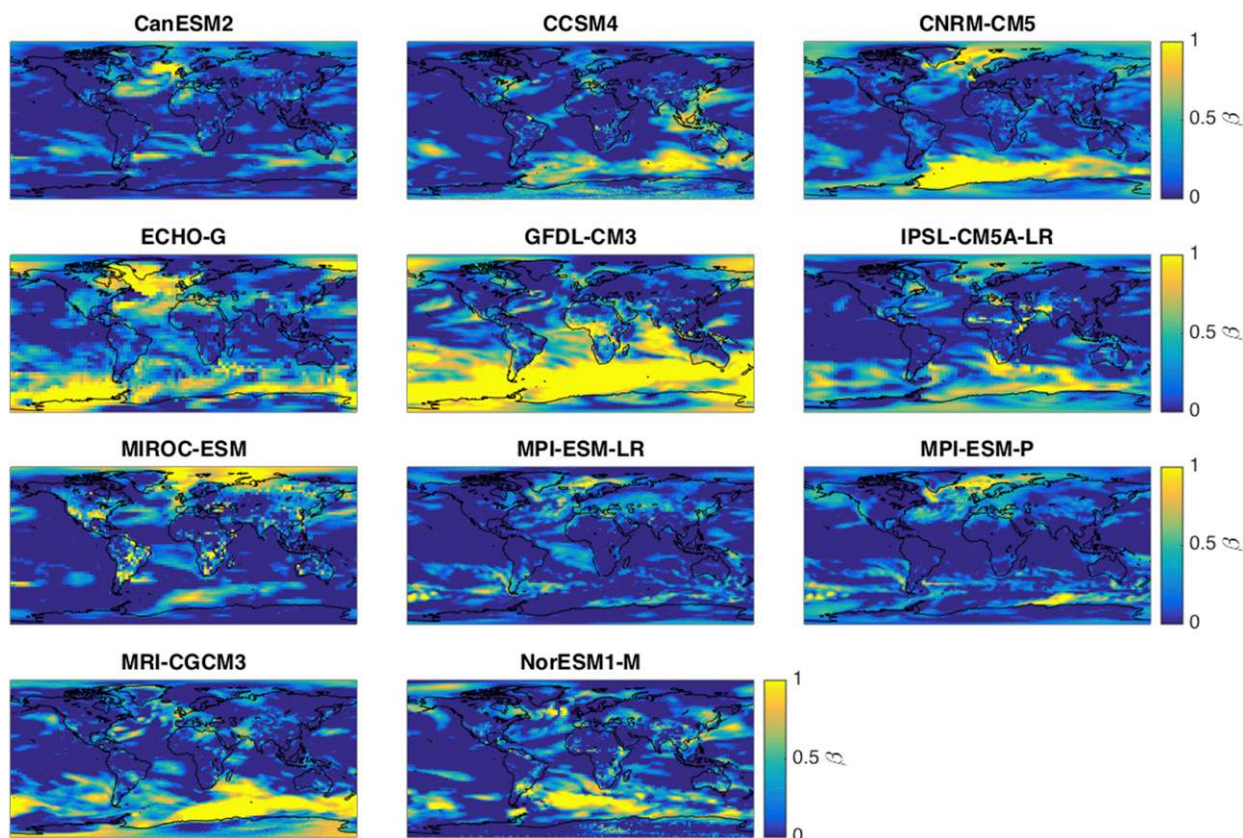 CanESM2 CCSM4 CNRM-CM5
1
0.5
β
0
ECHO-G GFDL-CM3 IPSL-CM5A-LR
1
0.5
β
0
MIROC-ESM MPI-ESM-LR MPI-ESM-P
1
0.5
β
0
MRI-CGCM3 NorESM1-M
1
0.5
β
0